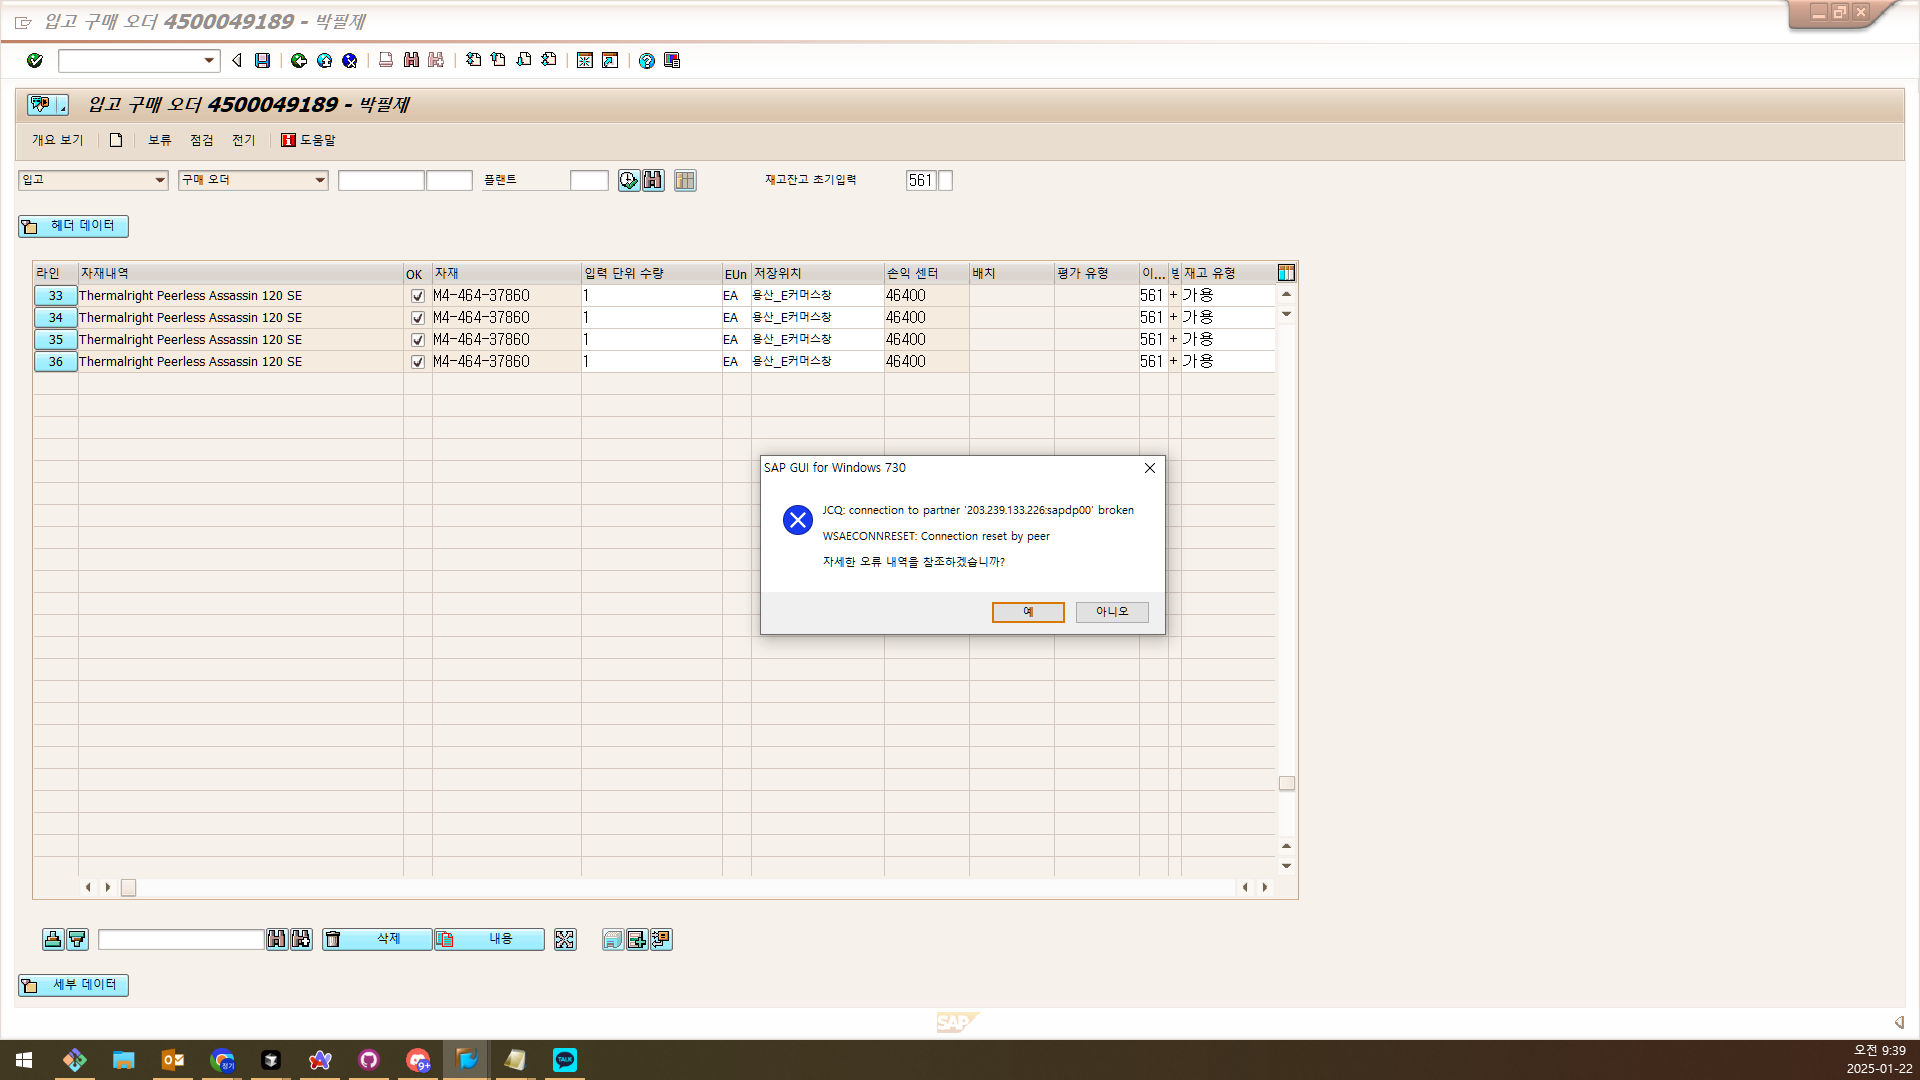 입고 구매 오더 4500049189 - 박필제
입고 구매 오더 4500049189 - 박필제
개요 보기 보류 점검 전기 도움말
입고 구매 오더 플랜트 재고잔고 초기입력 561
헤더 데이터
라인 자재내역 OK 자재 입력 단위 수량 EUn 저장위치 손익 센터 배치 평가 유형 이... 재고 유형
33 Thermalright Peerless Assassin 120 SE M4-464-37860 1 EA 용산_E커머스창 46400 561 + 가용
34 Thermalright Peerless Assassin 120 SE M4-464-37860 1 EA 용산_E커머스창 46400 561 + 가용
35 Thermalright Peerless Assassin 120 SE M4-464-37860 1 EA 용산_E커머스창 46400 561 + 가용
36 Thermalright Peerless Assassin 120 SE M4-464-37860 1 EA 용산_E커머스창 46400 561 + 가용
SAP GUI for Windows 730
JCQ: connection to partner '203.239.133.226:sapdp00' broken
WSAECONNRESET: Connection reset by peer
자세한 오류 내역을 참조하겠습니까?
예 아니오
삭제 내용
세부 데이터
SAP
정기 9+ TALK
오전 9:39
2025-01-22